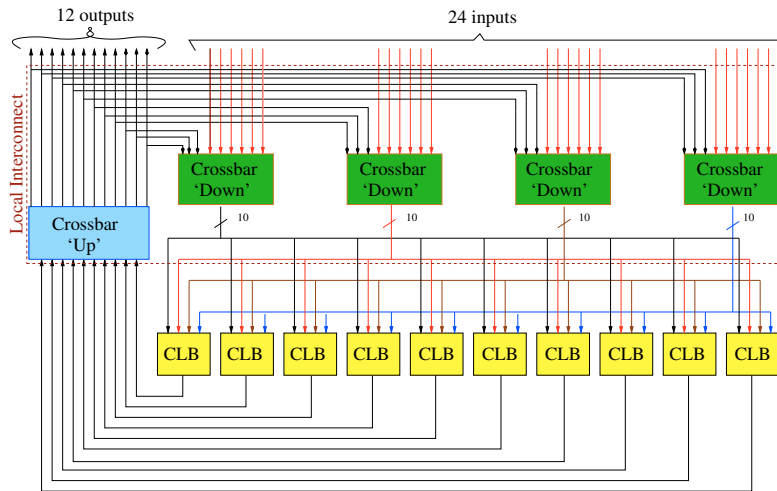 12 outputs
24 inputs
Local Interconnect
Crossbar
'Down'
Crossbar
'Down'
Crossbar
'Down'
Crossbar
'Down'
Crossbar
'Up'
10
10
10
10
CLB
CLB
CLB
CLB
CLB
CLB
CLB
CLB
CLB
CLB